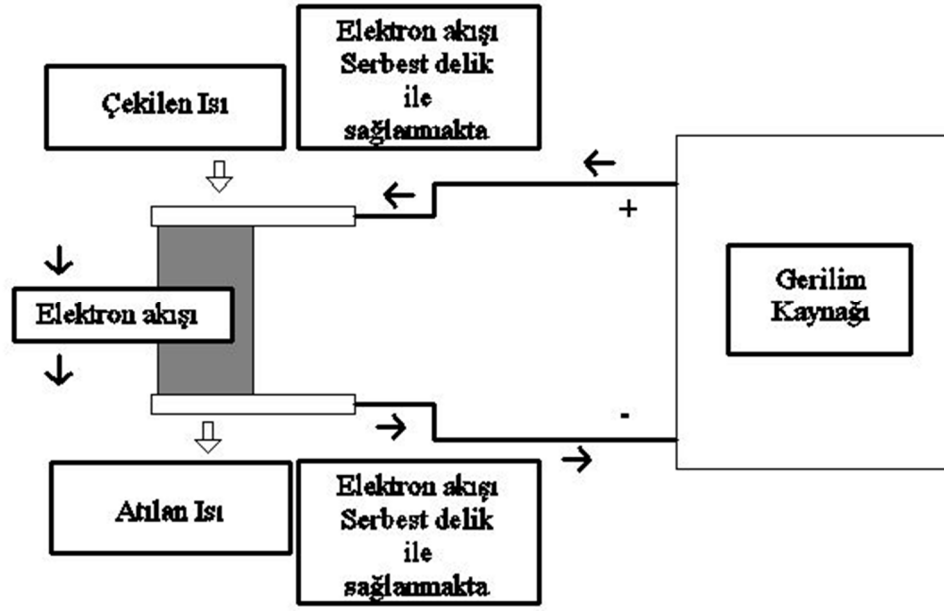 Çekilen Isı
Elektron akışı
Serbest delik
ile
sağlanmakta
+
Elektron akışı
Gerilim
Kaynağı
-
Atılan Isı
Elektron akışı
Serbest delik
ile
sağlanmakta